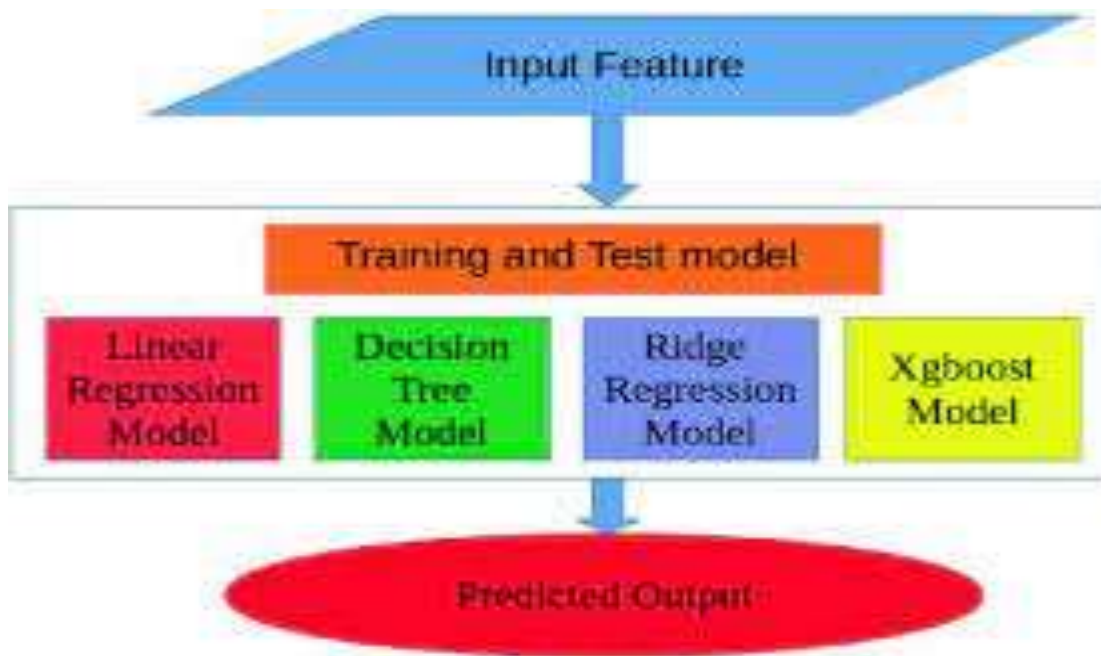 Input Feature
Training and Test model
Linear
Regression
Model
Decision
Tree
Model
Ridge
Regression
Model
Xgboost
Model
Predicted Output